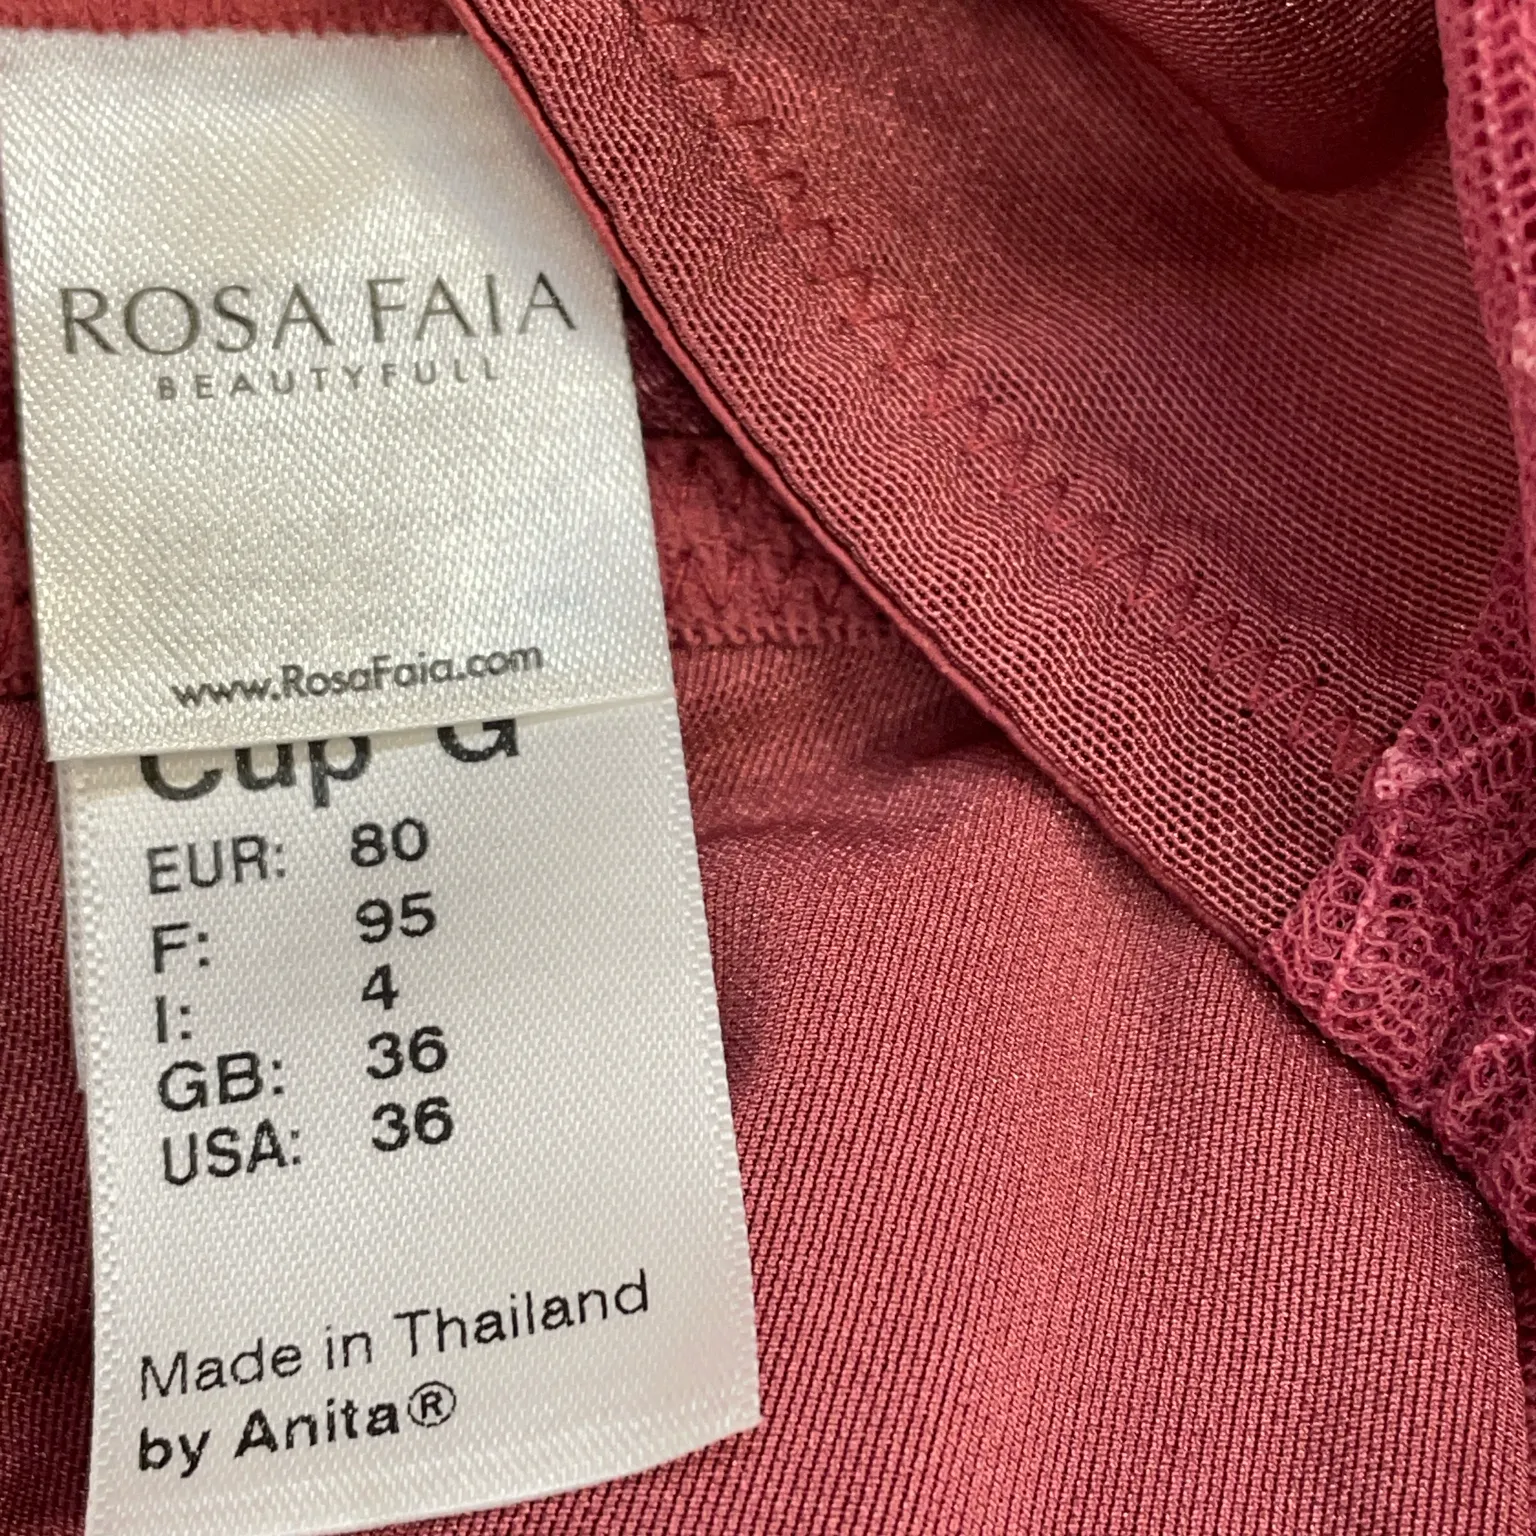 ROSA FAIA
BEAUTYFULL
www.RosaFaia.com
Cup G
EUR: 80
F: 95
I: 4
GB: 36
USA: 36
Made in Thailand
by Anita®